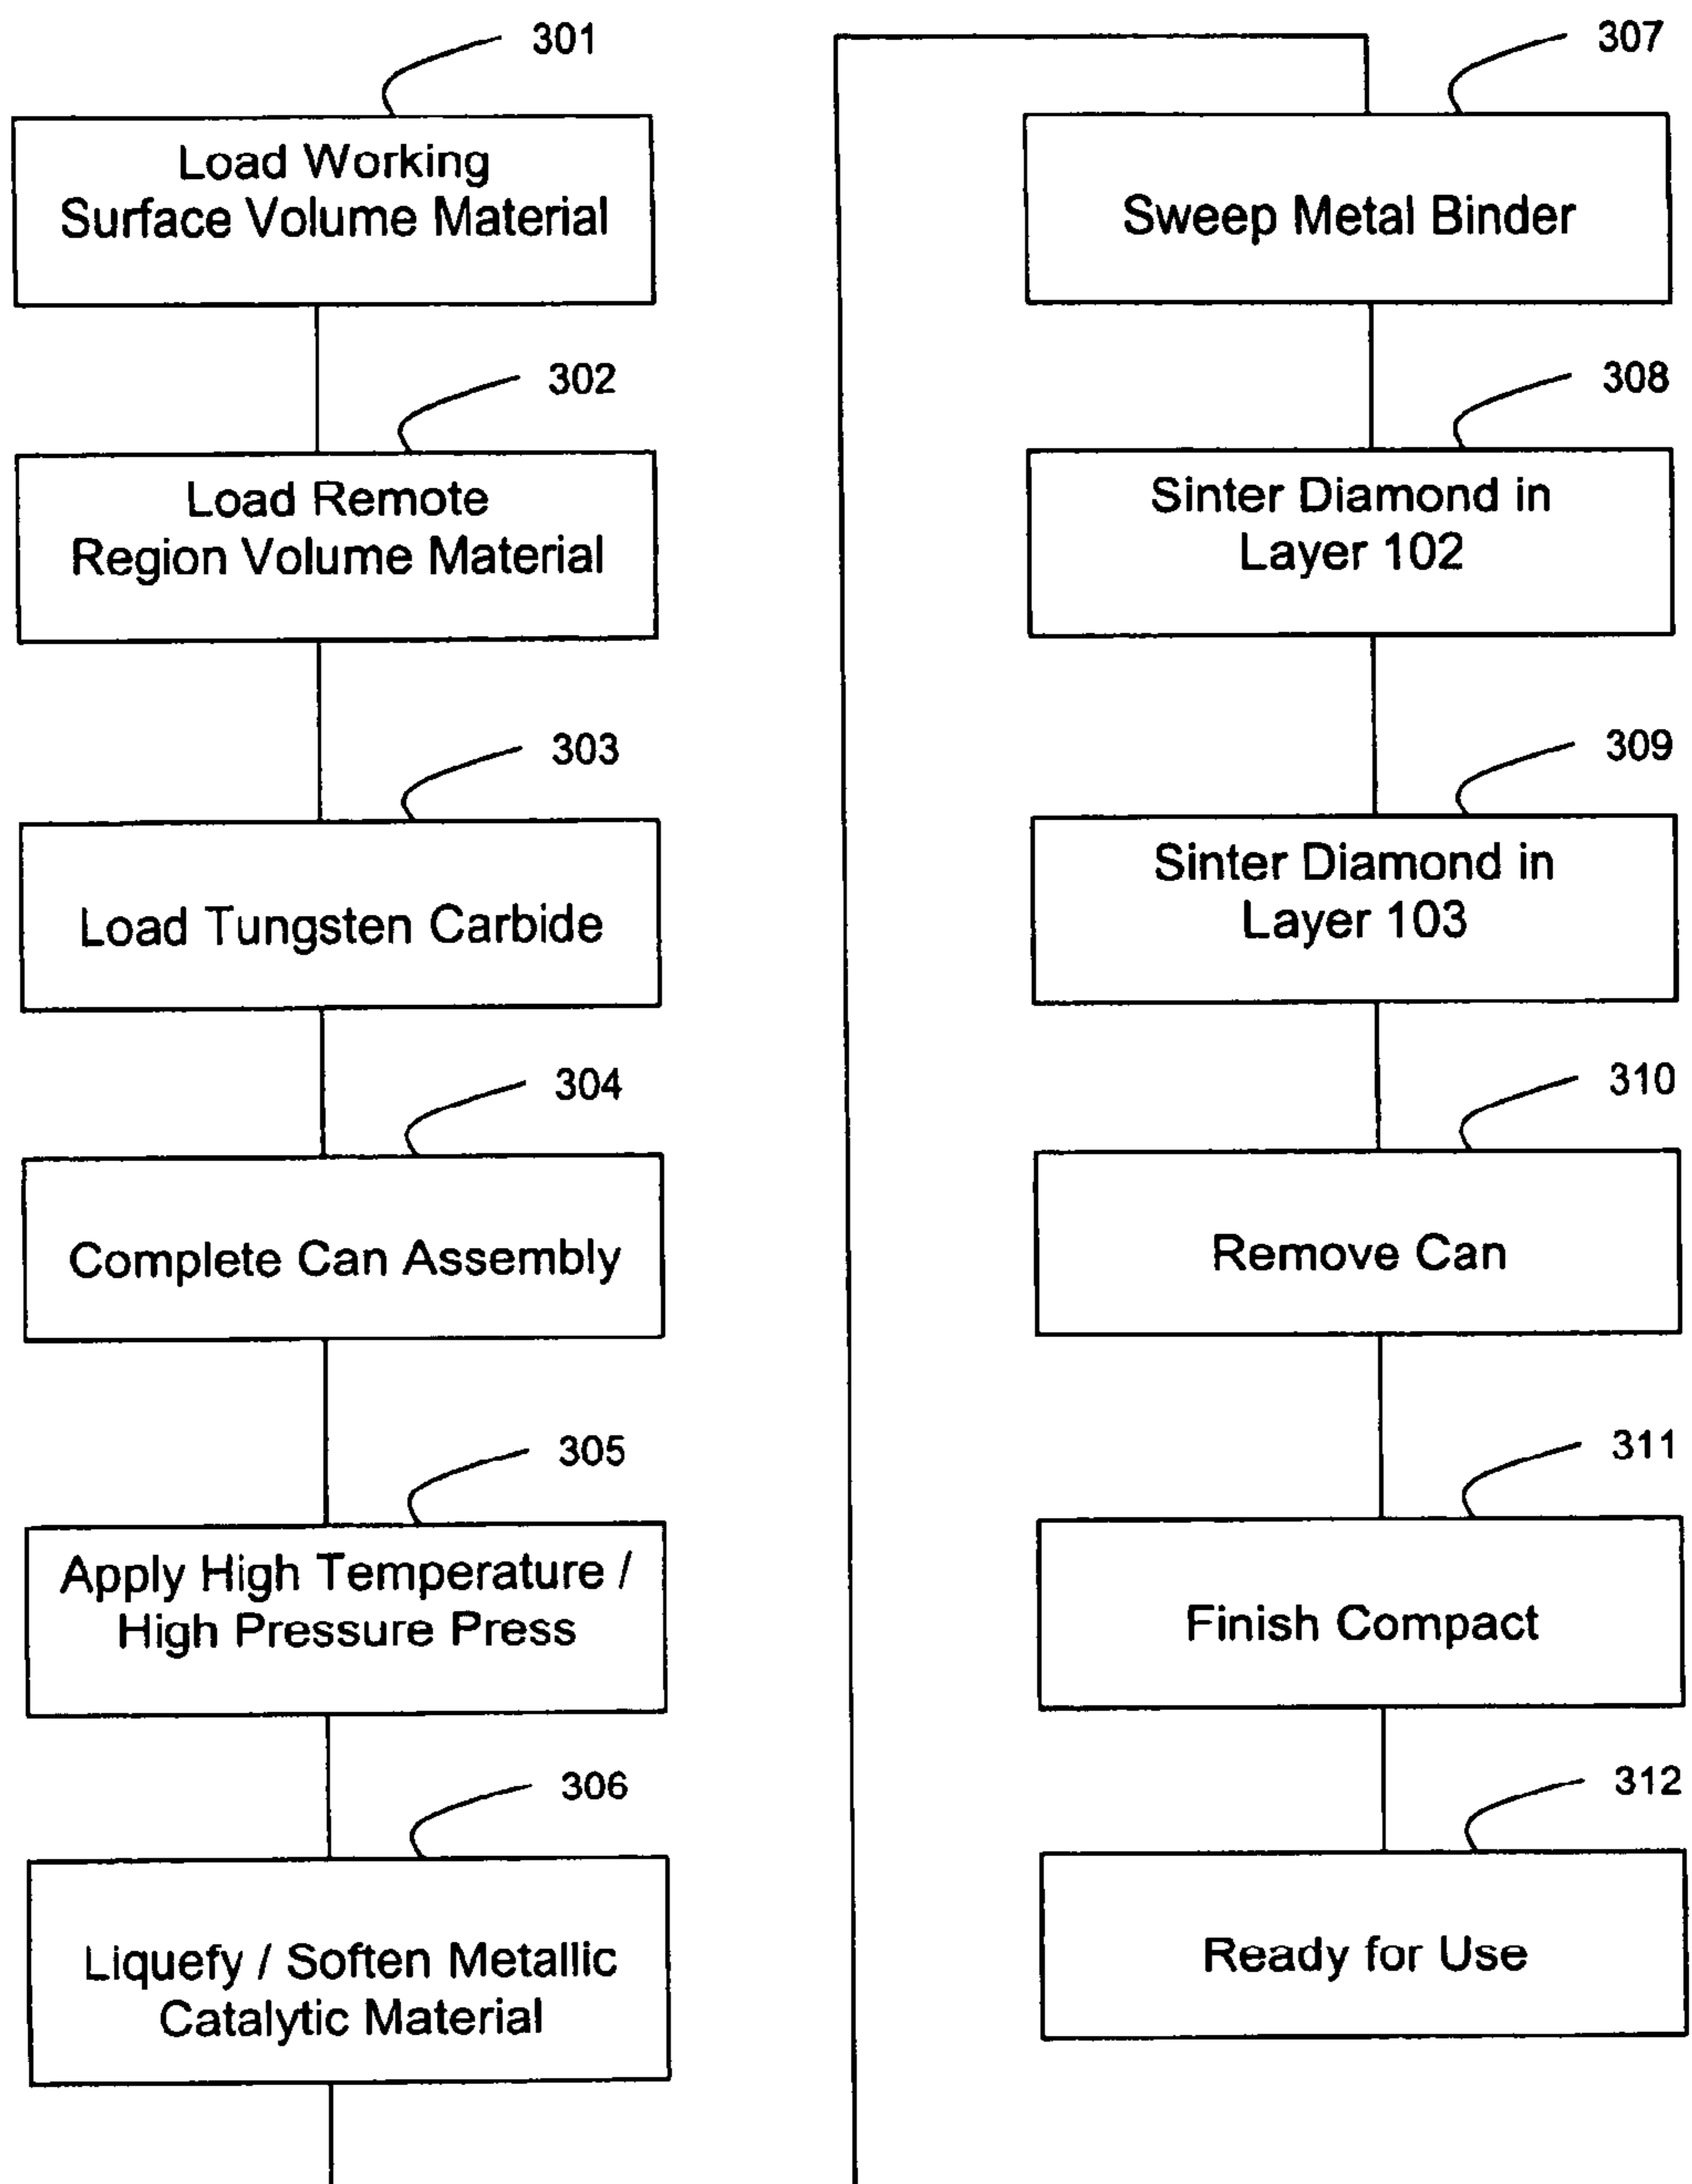 301
Load Working
Surface Volume Material
302
Load Remote
Region Volume Material
303
Load Tungsten Carbide
304
Complete Can Assembly
305
Apply High Temperature /
High Pressure Press
306
Liquefy / Soften Metallic
Catalytic Material
307
Sweep Metal Binder
308
Sinter Diamond in
Layer 102
309
Sinter Diamond in
Layer 103
310
Remove Can
311
Finish Compact
312
Ready for Use